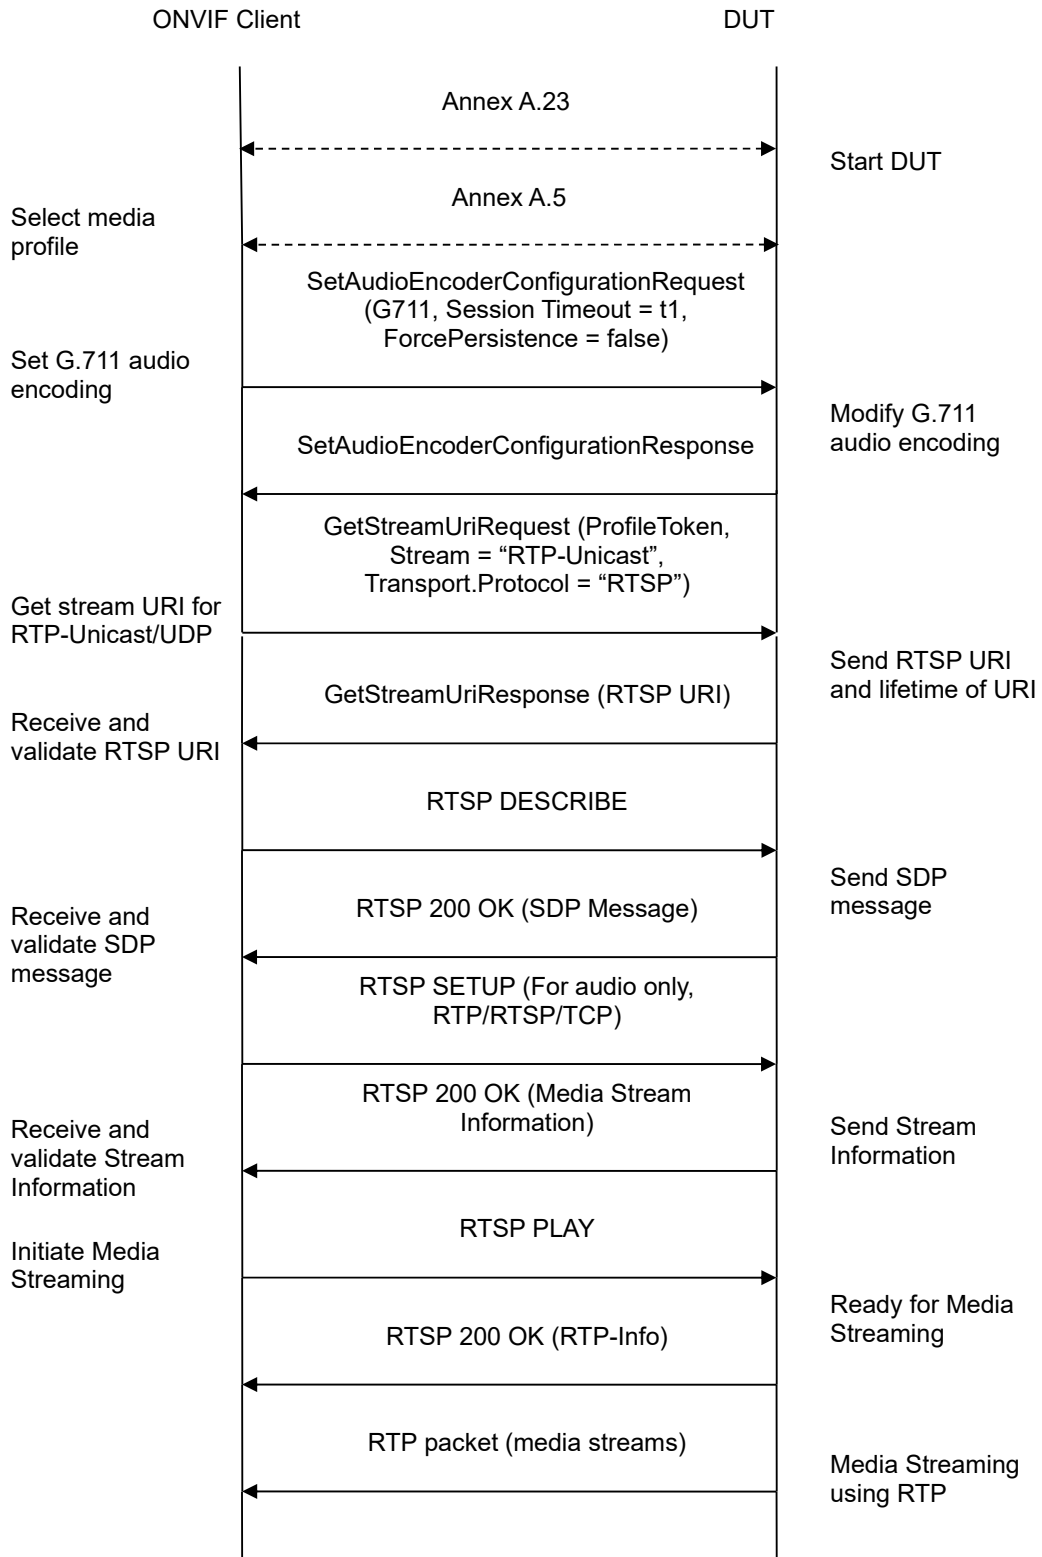 ONVIF Client
DUT
Annex A.23
Start DUT
Annex A.5
Select media
profile
SetAudioEncoderConfigurationRequest
(G711, Session Timeout = t1,
ForcePersistence = false)
Set G.711 audio
encoding
Modify G.711
audio encoding
SetAudioEncoderConfigurationResponse
GetStreamUriRequest (ProfileToken,
Stream = “RTP-Unicast”,
Transport.Protocol = “RTSP”)
Get stream URI for
RTP-Unicast/UDP
Send RTSP URI
and lifetime of URI
GetStreamUriResponse (RTSP URI)
Receive and
validate RTSP URI
RTSP DESCRIBE
Send SDP
message
RTSP 200 OK (SDP Message)
Receive and
validate SDP
message
RTSP SETUP (For audio only,
RTP/RTSP/TCP)
RTSP 200 OK (Media Stream
Information)
Send Stream
Information
Receive and
validate Stream
Information
RTSP PLAY
Initiate Media
Streaming
Ready for Media
Streaming
RTSP 200 OK (RTP-Info)
RTP packet (media streams)
Media Streaming
using RTP